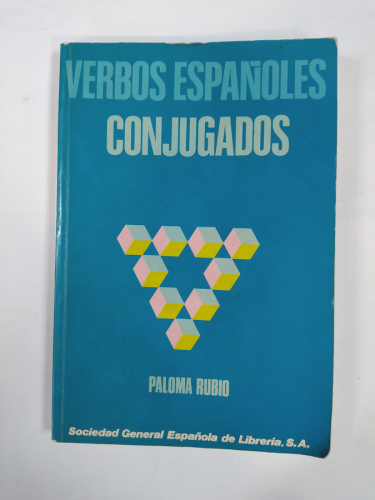 VERBOS ESPAÑOLES
CONJUGADOS
PALOMA RUBIO
Sociedad General Española de Librería, S.A.